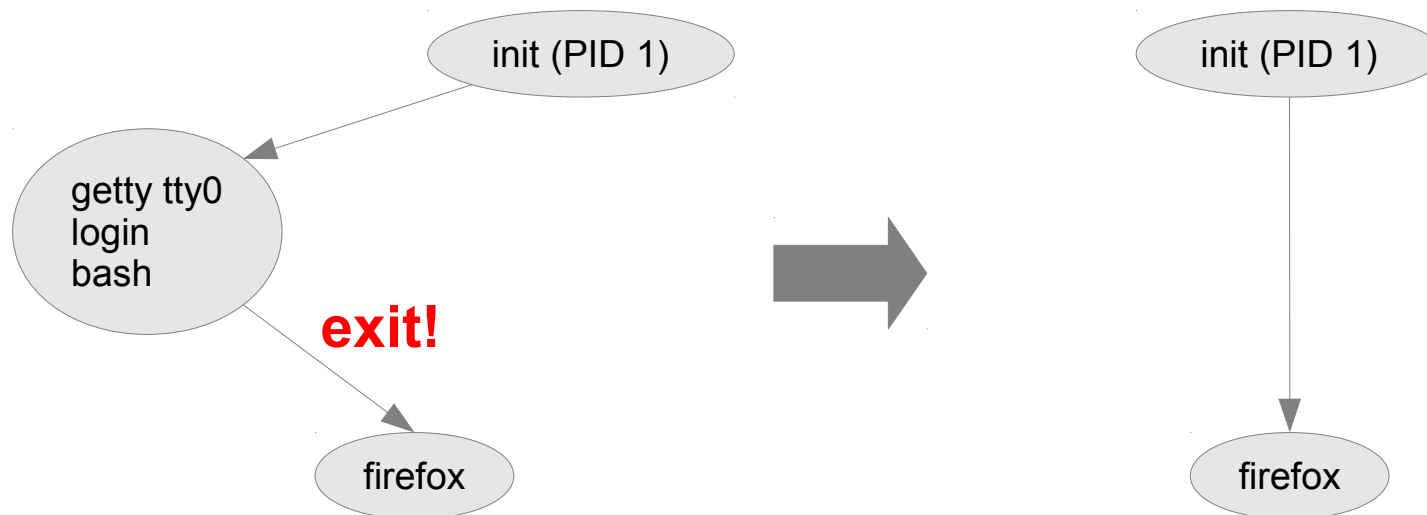 init (PID 1)
getty tty0
login
bash
exit!
firefox
init (PID 1)
firefox